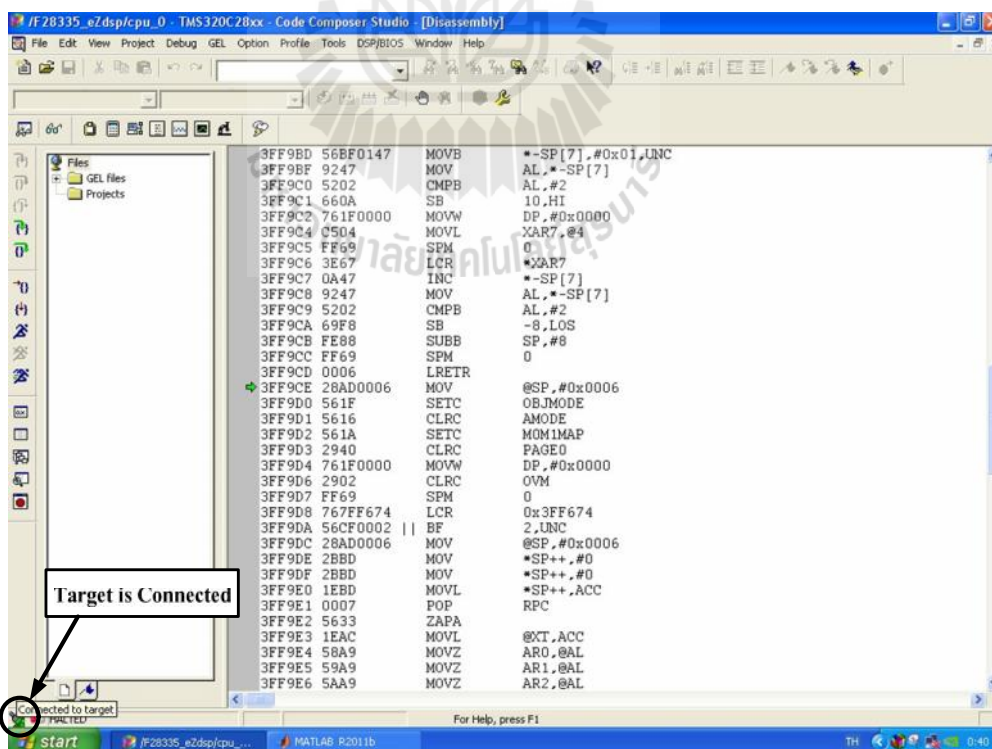 /F28335_eZdsp/cpu_0 - TMS320C28xx - Code Composer Studio - [Disassembly]
File Edit View Project Debug GEL Option Profile Tools DSP/BIOS Window Help
Files
GEL files
Projects
3FF9BD 56BF0147 MOVB *-SP[7],#0x01,UNC
3FF9BF 9247 MOV AL,*-SP[7]
3FF9C0 5202 CMPB AL,#2
3FF9C1 660A SB 10,HI
3FF9C2 761F0000 MOVW DP,#0x0000
3FF9C4 C504 MOVL XAR7,@4
3FF9C5 FF69 SPM 0
3FF9C6 3E67 LCR *XAR7
3FF9C7 0A47 INC *-SP[7]
3FF9C8 9247 MOV AL,*-SP[7]
3FF9C9 5202 CMPB AL,#2
3FF9CA 69F8 SB -8,LOS
3FF9CB FE88 SUBB SP,#8
3FF9CC FF69 SPM 0
3FF9CD 0006 LRETR
3FF9CE 28AD0006 MOV @SP,#0x0006
3FF9D0 561F SETC OBJMODE
3FF9D1 5616 CLRC AMODE
3FF9D2 561A SETC M0M1MAP
3FF9D3 2940 CLRC PAGE0
3FF9D4 761F0000 MOVW DP,#0x0000
3FF9D6 2902 CLRC OVM
3FF9D7 FF69 SPM 0
3FF9D8 767FF674 LCR 0x3FF674
3FF9DA 56CF0002 || BF 2,UNC
3FF9DC 28AD0006 MOV @SP,#0x0006
3FF9DE 2BBD MOV *SP++,#0
3FF9DF 2BBD MOV *SP++,#0
3FF9E0 1EBD MOVL *SP++,ACC
3FF9E1 0007 POP RPC
3FF9E2 5633 ZAPA
3FF9E3 1EAC MOVL @XT,ACC
3FF9E4 58A9 MOVZ AR0,@AL
3FF9E5 59A9 MOVZ AR1,@AL
3FF9E6 5AA9 MOVZ AR2,@AL
Target is Connected
Connected to target
HALTED
For Help, press F1
start /F28335_eZdsp/cpu_... MATLAB R2011b TH 0:40